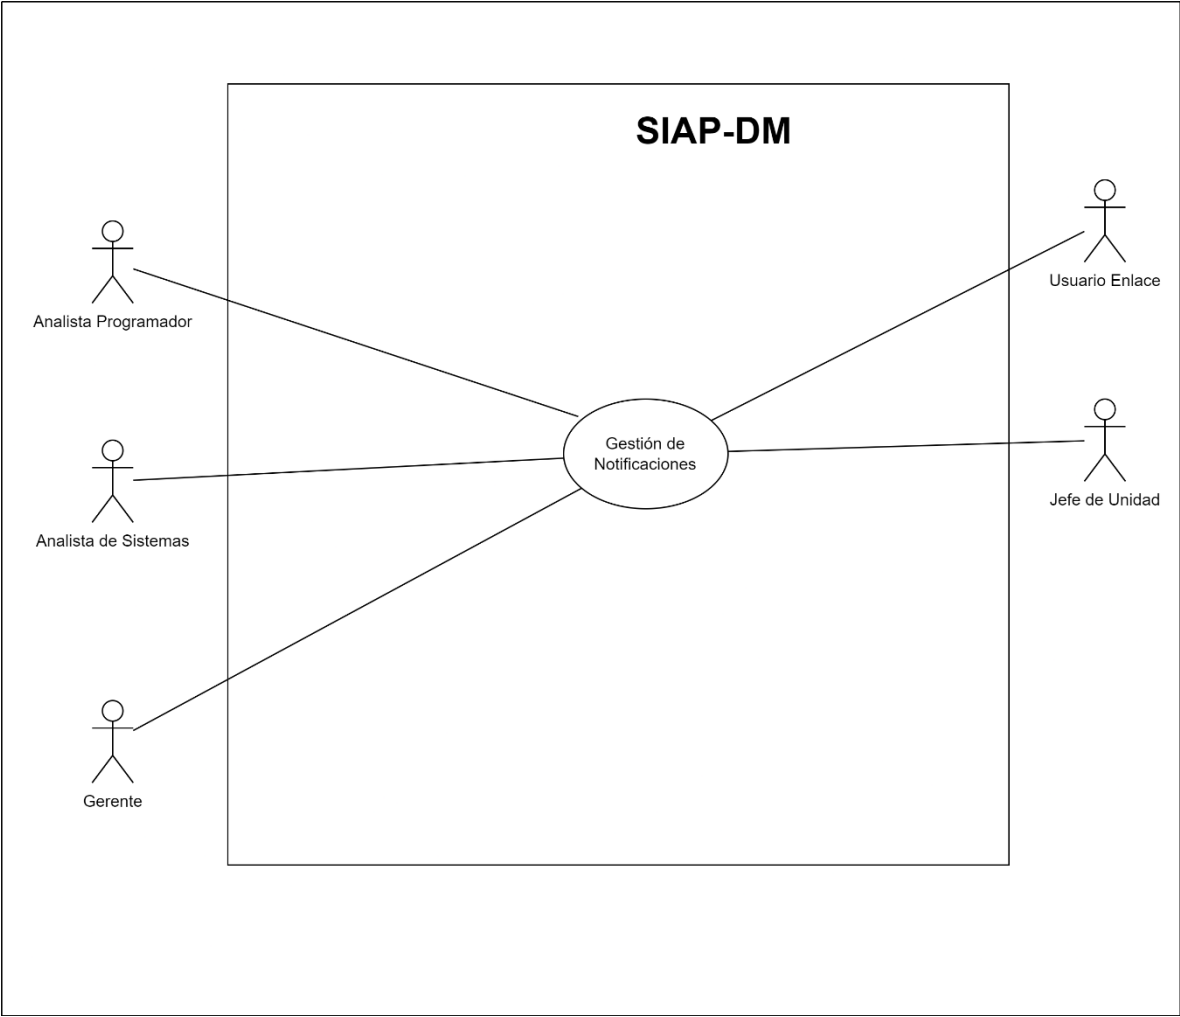 SIAP-DM
Analista Programador
Usuario Enlace
Gestión de
Notificaciones
Analista de Sistemas
Jefe de Unidad
Gerente